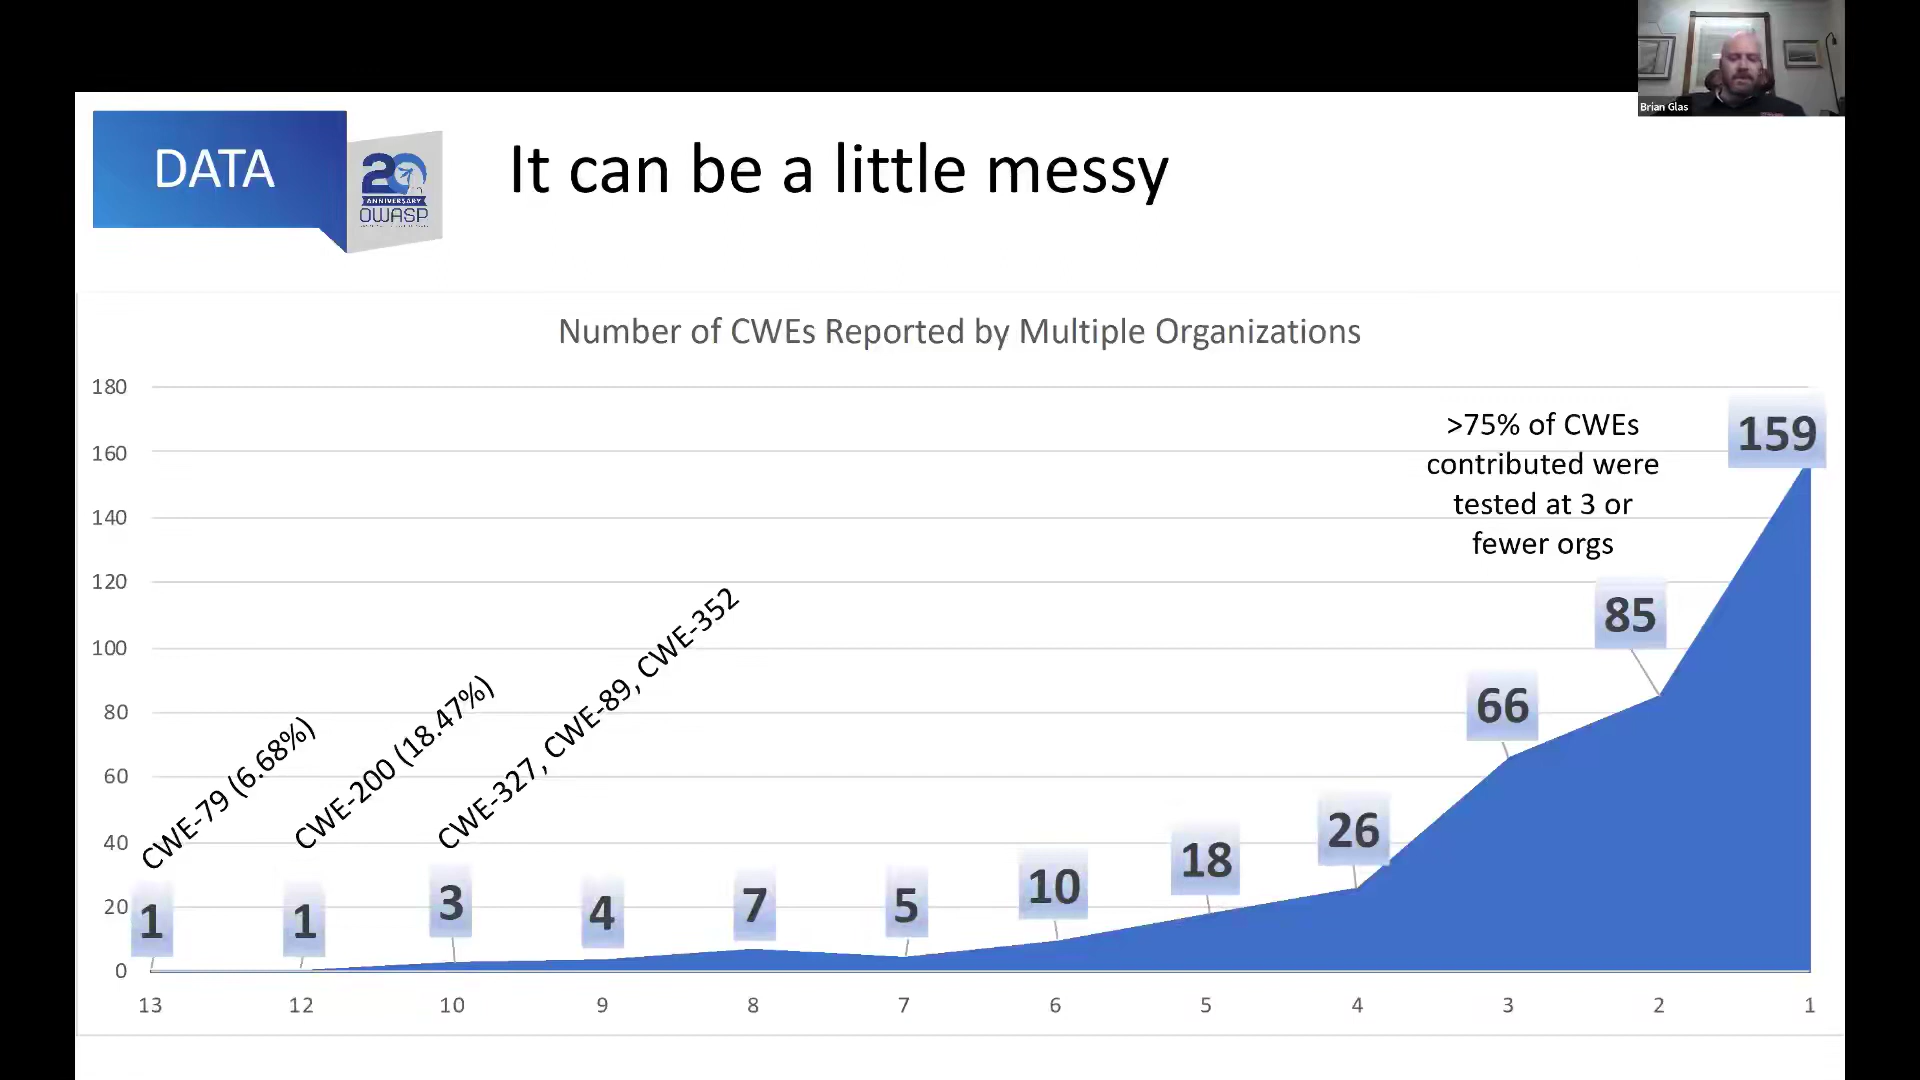 Brian Glas
DATA
20
ANNIVERSARY
OWASP
It can be a little messy
Number of CWEs Reported by Multiple Organizations
180
160
140
120
100
80
60
40
20
0
>75% of CWEs
contributed were
tested at 3 or
fewer orgs
CWE-79 (6.68%)
CWE-200 (18.47%)
CWE-327, CWE-89, CWE-352
1
1
3
4
7
5
10
18
26
66
85
159
13 12 10 9 8 7 6 5 4 3 2 1